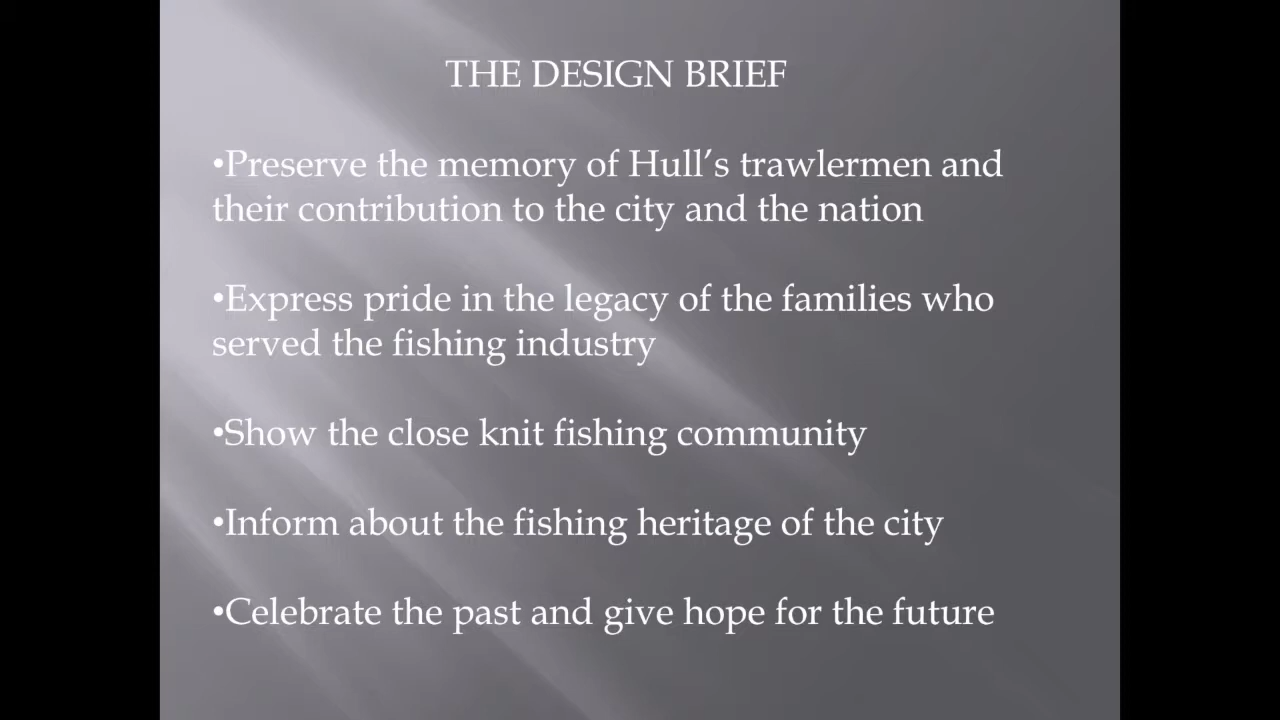 THE DESIGN BRIEF
•Preserve the memory of Hull’s trawlermen and
their contribution to the city and the nation
•Express pride in the legacy of the families who
served the fishing industry
•Show the close knit fishing community
•Inform about the fishing heritage of the city
•Celebrate the past and give hope for the future